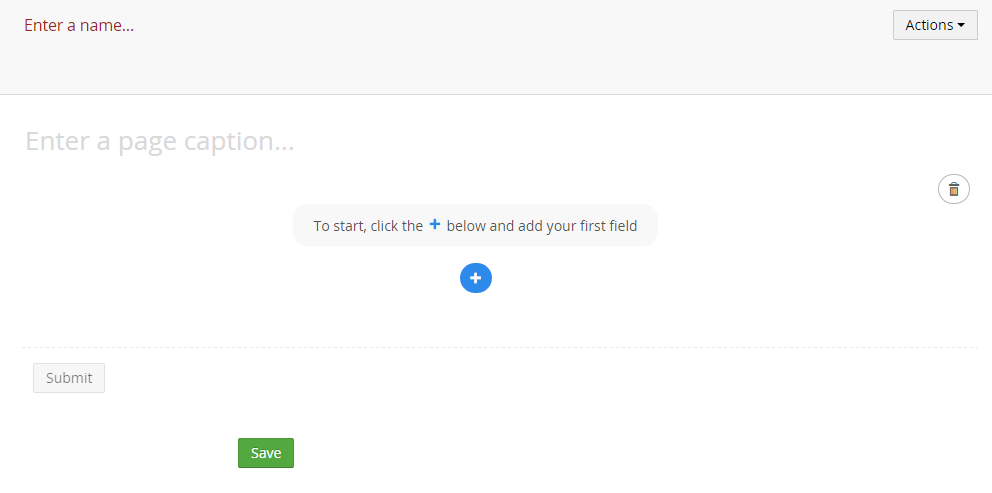 Enter a name...
Actions
Enter a page caption...
To start, click the + below and add your first field
+
Submit
Save